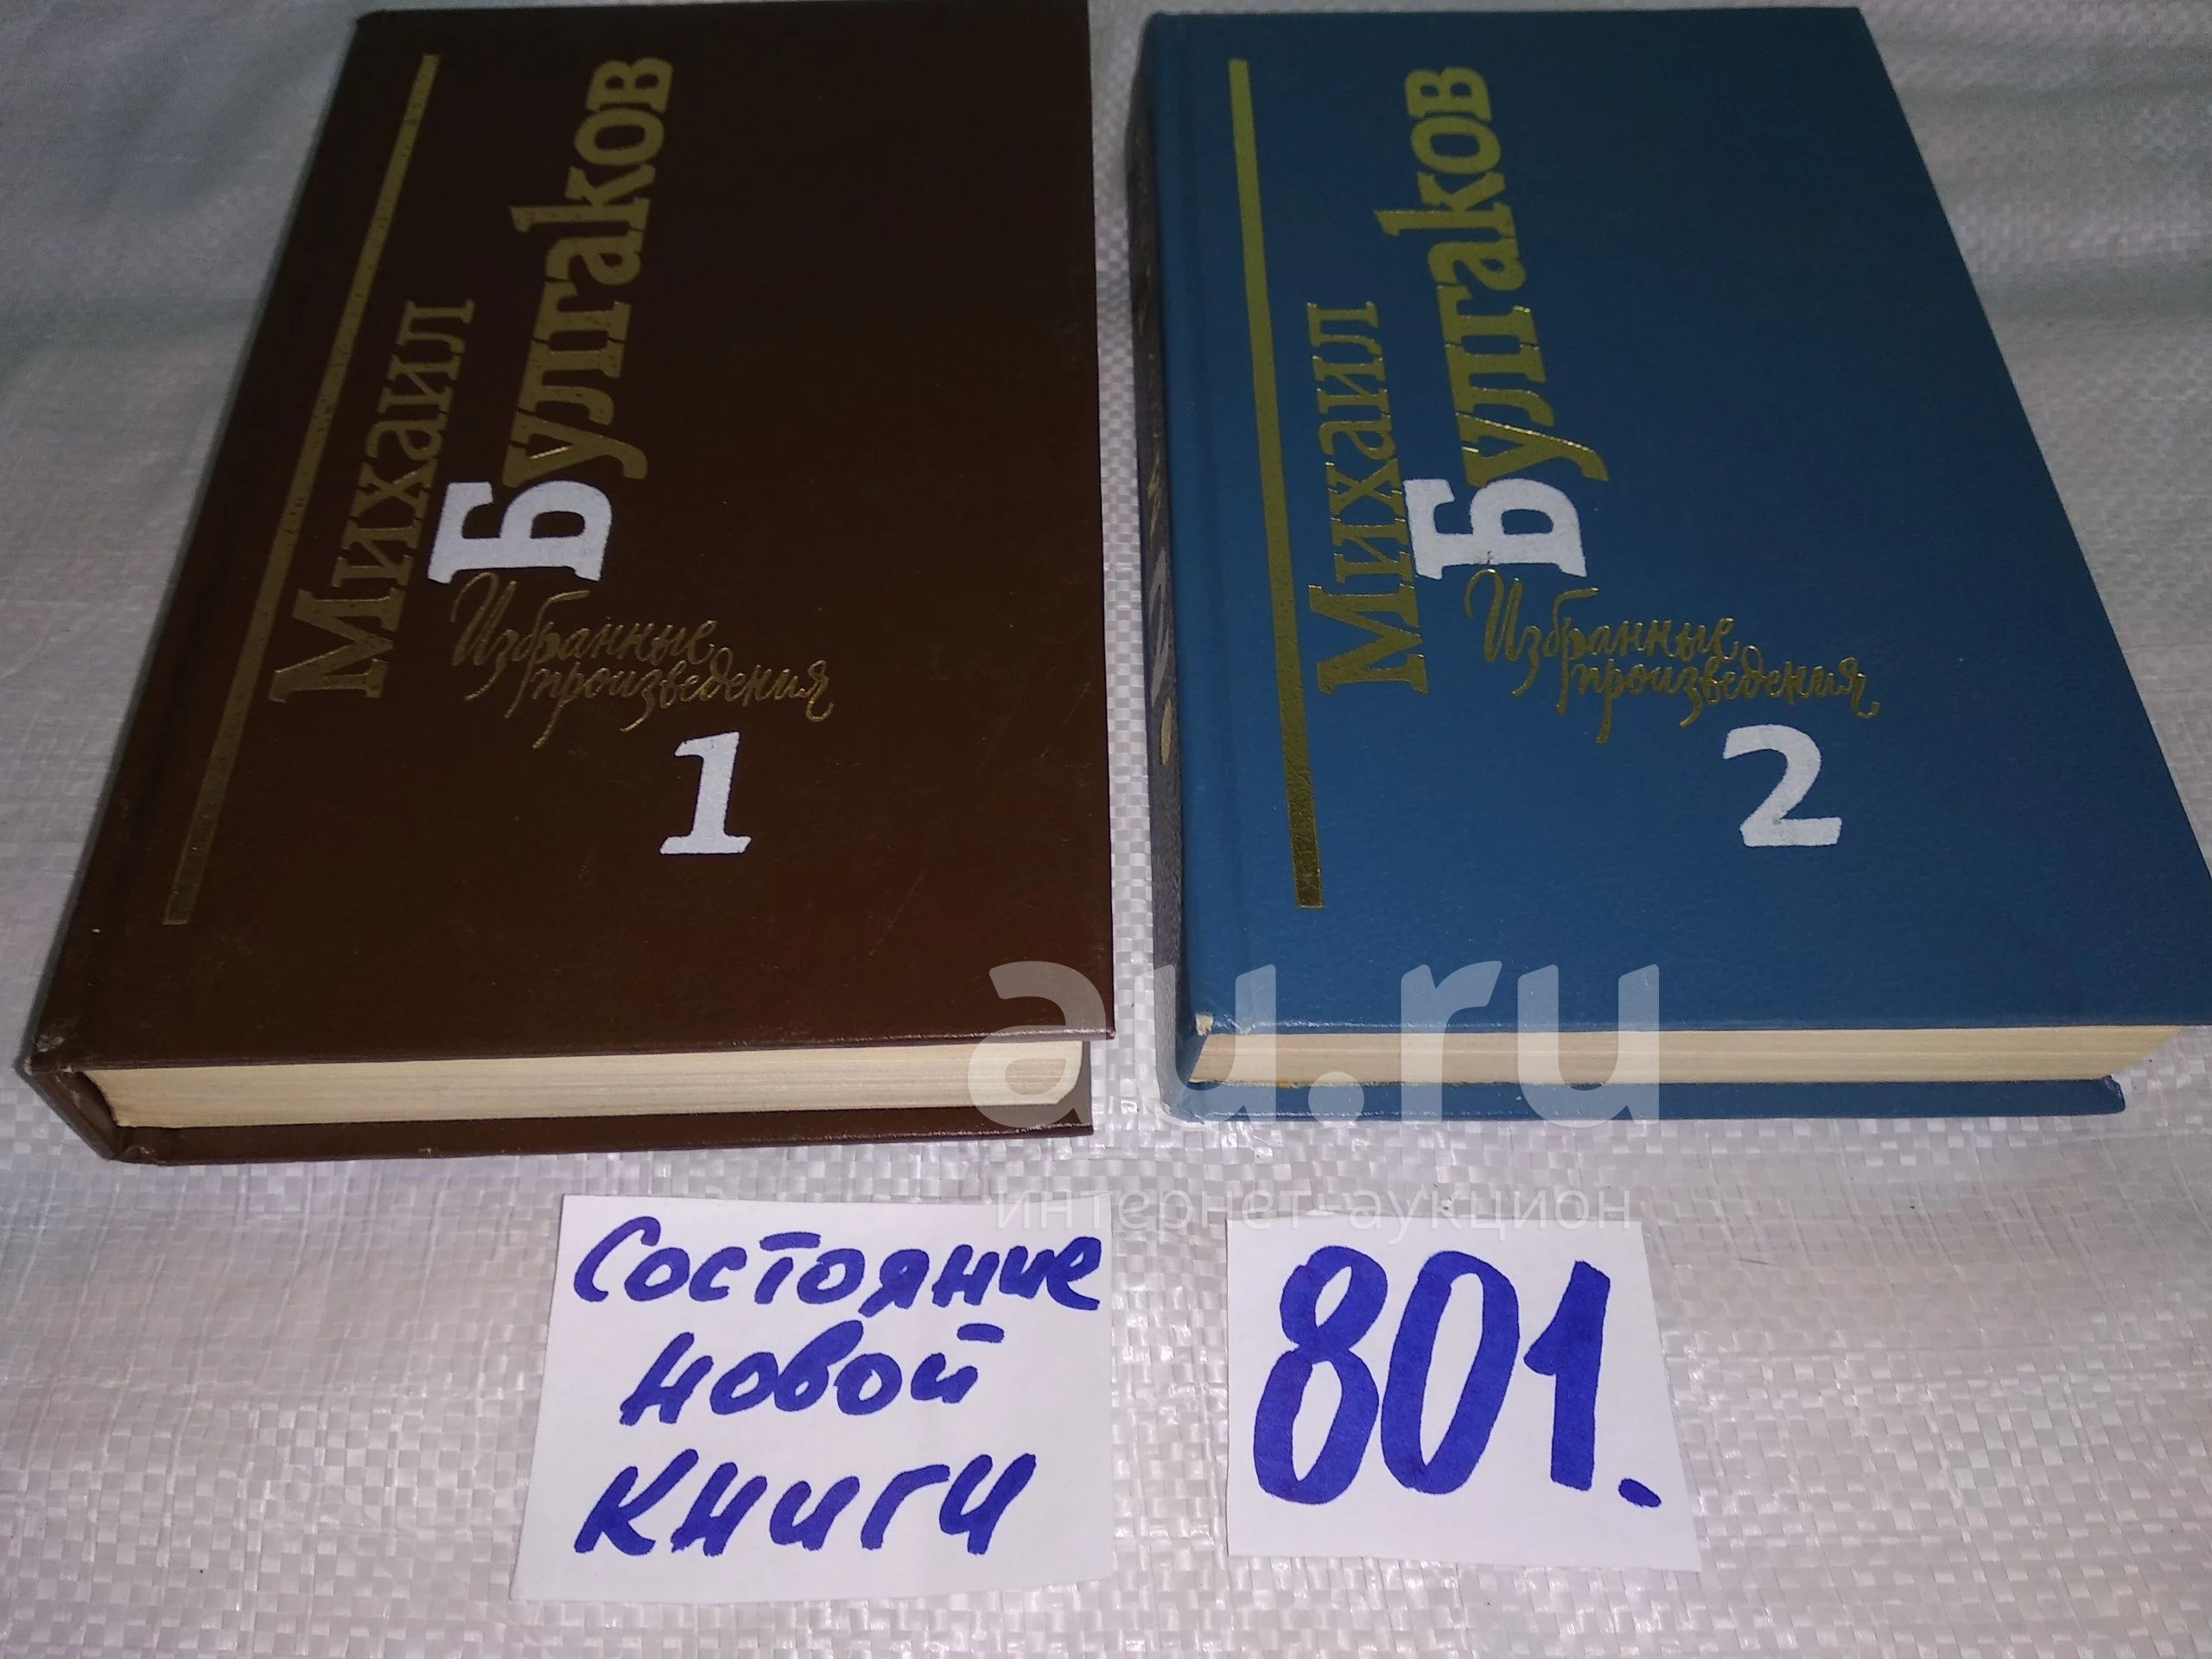 Михаил
Булгаков
Избранные
произведения
1
Михаил
Булгаков
Избранные
произведения
2
au.ru
интернет-аукцион
Состояние
новой
книги
801.